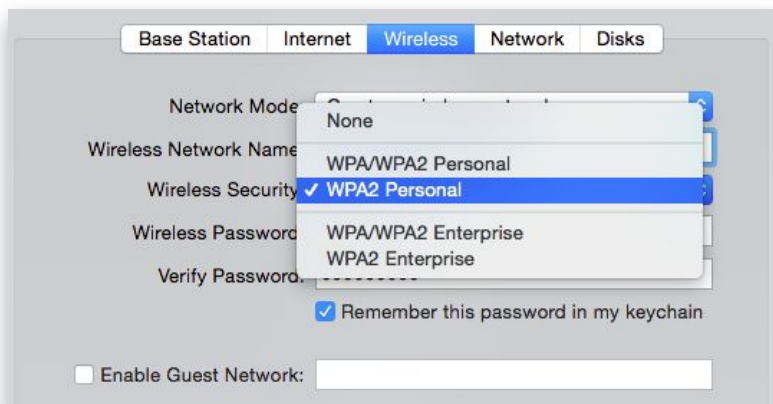 Base Station Internet Wireless Network Disks
Network Mode:
None
Wireless Network Name
WPA/WPA2 Personal
Wireless Security ✓ WPA2 Personal
Wireless Password
WPA/WPA2 Enterprise
WPA2 Enterprise
Verify Password:
Remember this password in my keychain
Enable Guest Network: